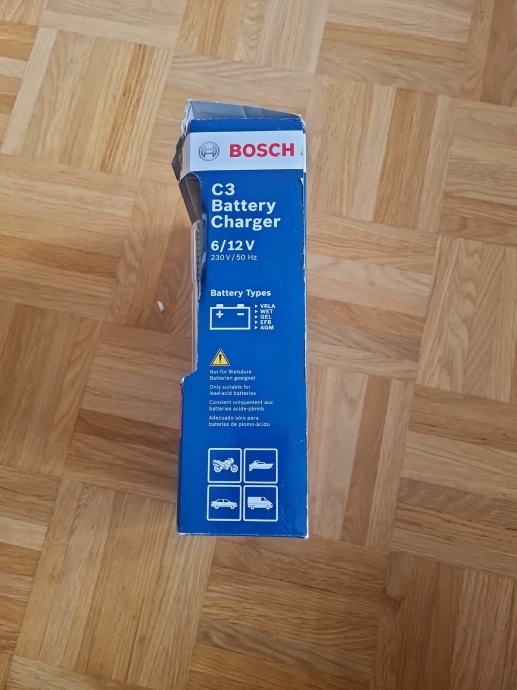 BOSCH
C3
Battery
Charger
6/12 V
230 V / 50 Hz
Battery Types
+ −
▸ VRLA
▸ WET
▸ GEL
▸ EFB
▸ AGM
Nur für Bleisäure
Batterien geeignet
Only suitable for
lead-acid batteries
Convient uniquement aux
batteries acide-plomb
Adecuado sólo para
baterías de plomo-ácido